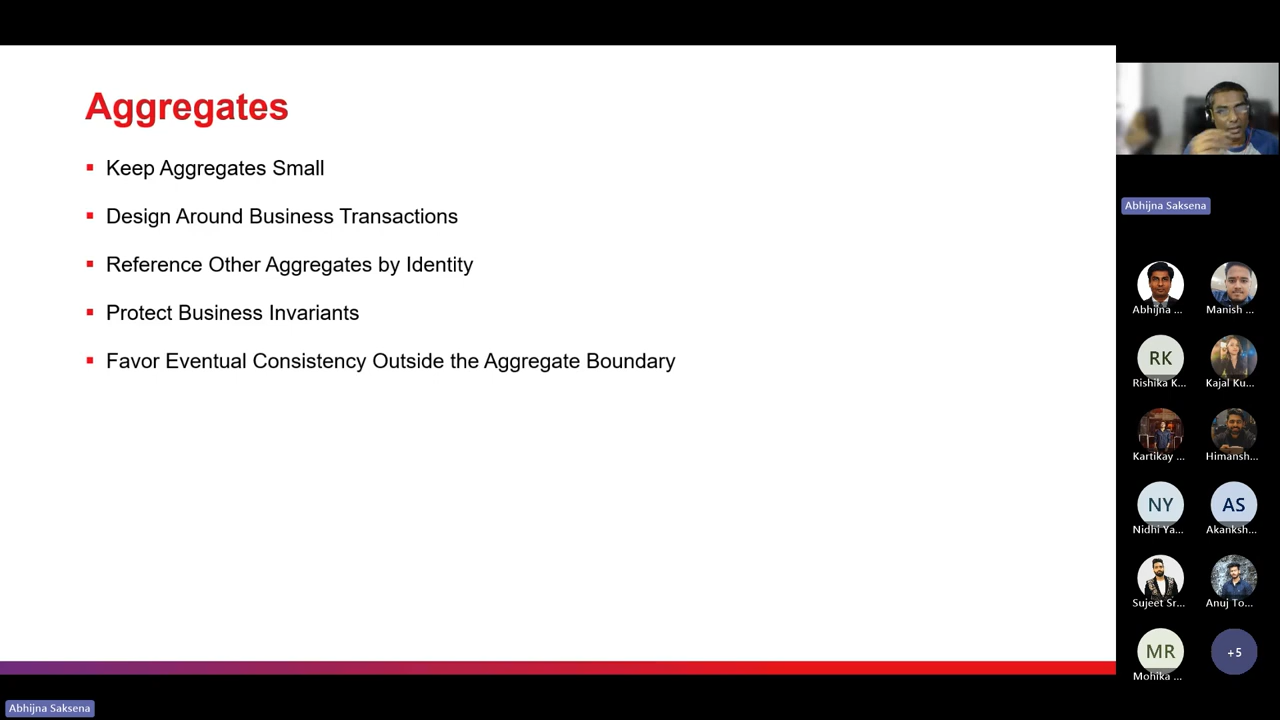 Aggregates
Keep Aggregates Small
Design Around Business Transactions
Reference Other Aggregates by Identity
Protect Business Invariants
Favor Eventual Consistency Outside the Aggregate Boundary
Abhijna Saksena
Abhijna ...
Manish ...
RK
Rishika K...
Kajal Ku...
Kartikay ...
Himansh...
NY
Nidhi Ya...
AS
Akanksh...
Sujeet Sr...
Anuj To...
MR
Mohika ...
+5
Abhijna Saksena